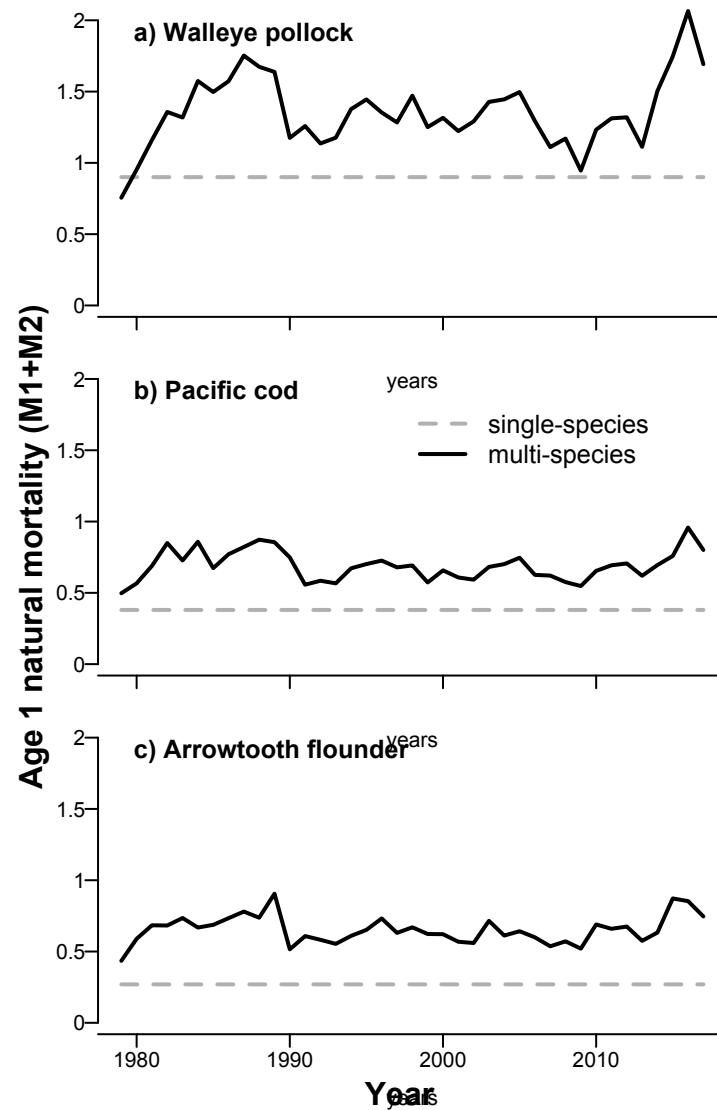 a) Walleye pollock
2
1.5
1
0.5
0
years
b) Pacific cod
2
1.5
1
0.5
0
single-species
multi-species
years
c) Arrowtooth flounder
2
1.5
1
0.5
0
1980 1990 2000 2010
Year
years
Age 1 natural mortality (M1+M2)